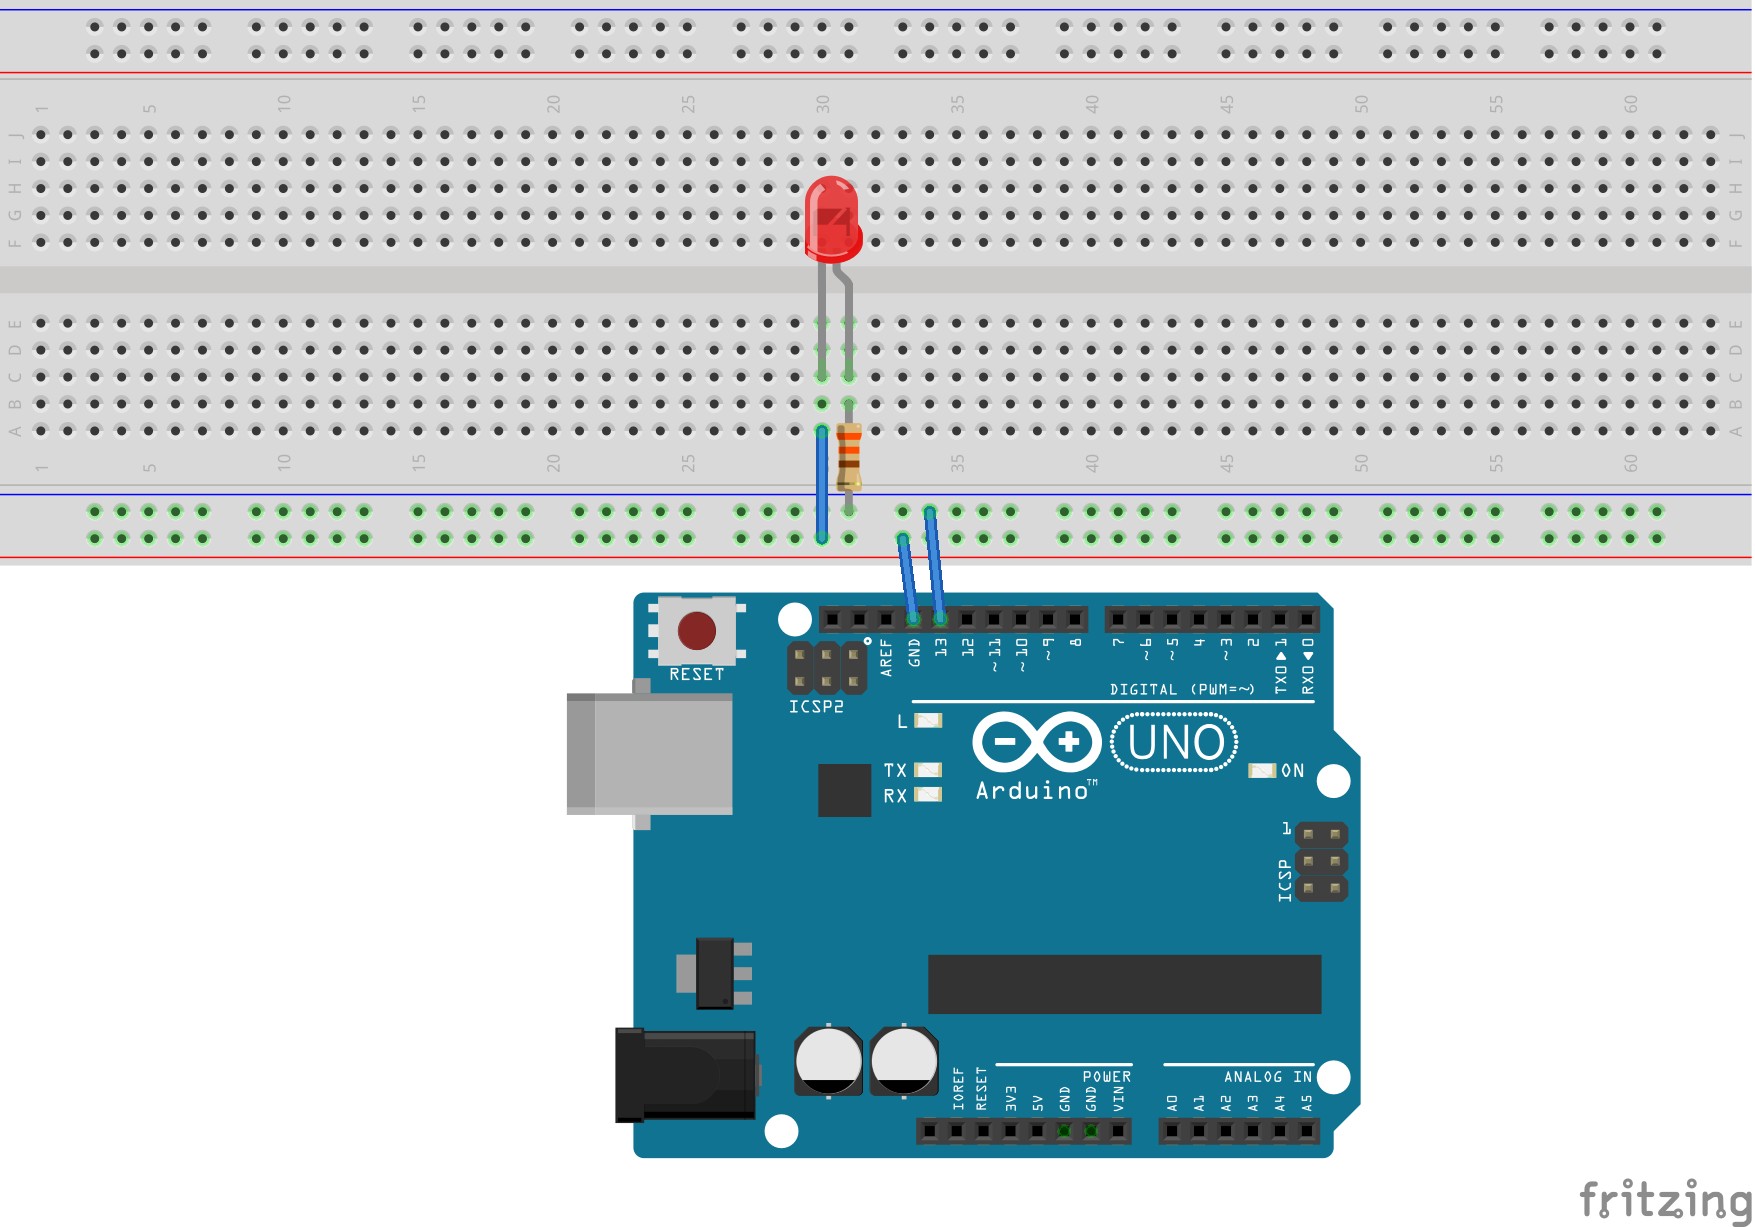 1 5 10 15 20 25 30 35 40 45 50 55 60
J J
I I
H H
G G
F F
E E
D D
C C
B B
A A
1 5 10 15 20 25 35 40 45 50 55 60
RESET
ICSP2
AREF GND 13 12 ~11 ~10 ~9 8 7 ~6 ~5 4 ~3 2 TX0▶1 RX0◀0
DIGITAL (PWM=~)
L
TX
RX
UNO
Arduino™
ON
1
ICSP
IOREF RESET 3V3 5V GND GND VIN A0 A1 A2 A3 A4 A5
POWER ANALOG IN
fritzing